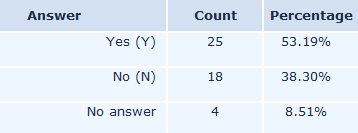 Answer Count Percentage
Yes (Y) 25 53.19%
No (N) 18 38.30%
No answer 4 8.51%